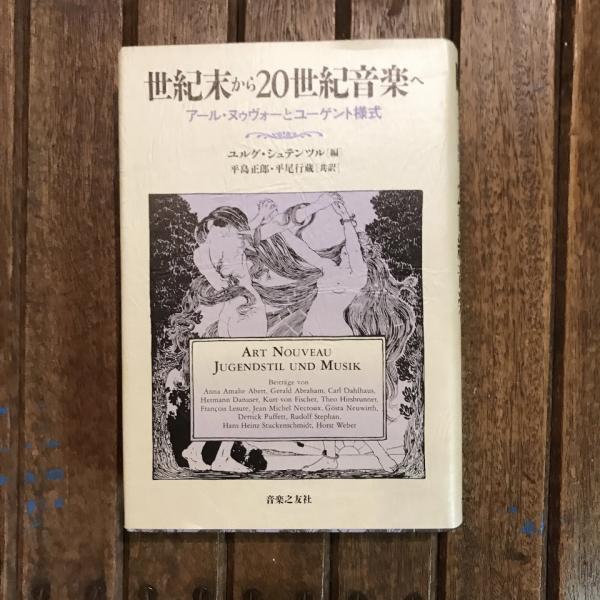 世紀末から20世紀音楽へ
アール・ヌゥヴォーとユーゲント様式
ユルゲ・シュテンツル[編]
平島正郎・平尾行蔵[共訳]
ART NOUVEAU
JUGENDSTIL UND MUSIK
Beiträge von
Anna Amalie Abert, Gerald Abraham, Carl Dahlhaus,
Hermann Danuser, Kurt von Fischer, Theo Hirsbrunner,
François Lesure, Jean Michel Nectoux, Gösta Neuwirth,
Derrick Puffett, Rudolf Stephan,
Hans Heinz Stuckenschmidt, Horst Weber
音楽之友社